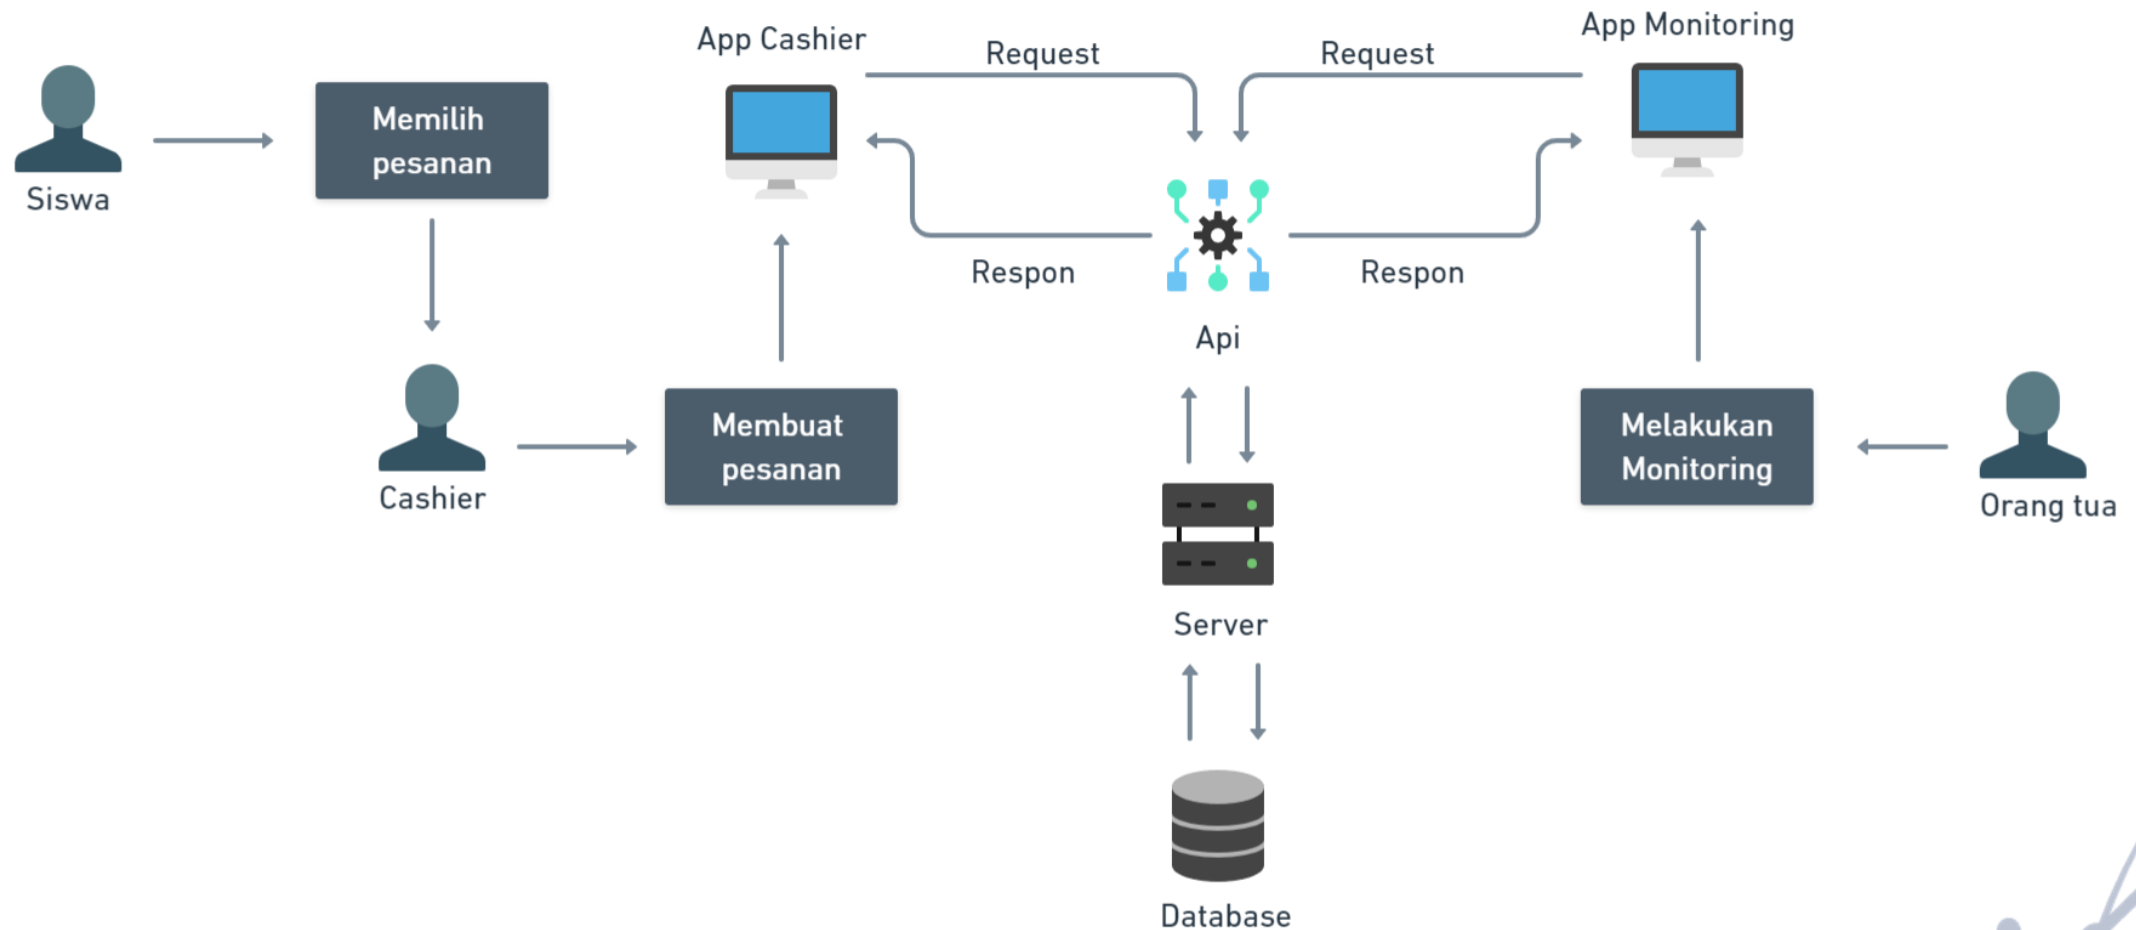 App Cashier
Request
Request
App Monitoring
Siswa
Memilih
pesanan
Respon
Respon
Api
Cashier
Membuat
pesanan
Melakukan
Monitoring
Orang tua
Server
Database